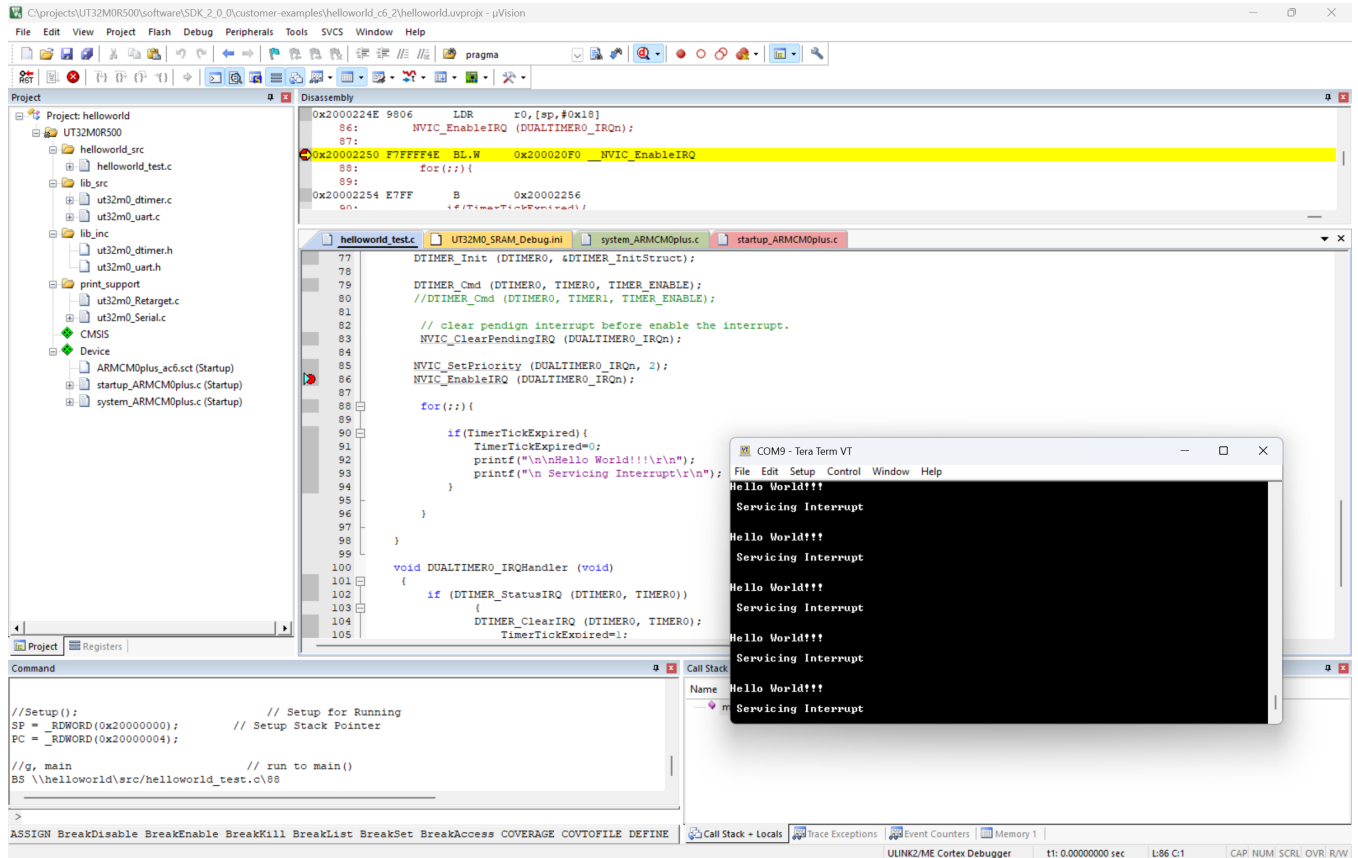 C:\projects\UT32M0R500\software\SDK_2_0_0\customer-examples\helloworld_c6_2\helloworld.uvprojx - µVision
File Edit View Project Flash Debug Peripherals Tools SVCS Window Help
pragma
RST
Project
Project: helloworld
UT32M0R500
helloworld_src
helloworld_test.c
lib_src
ut32m0_dtimer.c
ut32m0_uart.c
lib_inc
ut32m0_dtimer.h
ut32m0_uart.h
print_support
ut32m0_Retarget.c
ut32m0_Serial.c
CMSIS
Device
ARMCM0plus_ac6.sct (Startup)
startup_ARMCM0plus.c (Startup)
system_ARMCM0plus.c (Startup)
Project Registers
Disassembly
0x2000224E 9806 LDR r0,[sp,#0x18]
86: NVIC_EnableIRQ (DUALTIMER0_IRQn);
87:
0x20002250 F7FFFF4E BL.W 0x200020F0 __NVIC_EnableIRQ
88: for(;;){
89:
0x20002254 E7FF B 0x20002256
90: if(TimerTickExpired){
helloworld_test.c UT32M0_SRAM_Debug.ini system_ARMCM0plus.c startup_ARMCM0plus.c
77 DTIMER_Init (DTIMER0, &DTIMER_InitStruct);
78
79 DTIMER_Cmd (DTIMER0, TIMER0, TIMER_ENABLE);
80 //DTIMER_Cmd (DTIMER0, TIMER1, TIMER_ENABLE);
81
82 // clear pendign interrupt before enable the interrupt.
83 NVIC_ClearPendingIRQ (DUALTIMER0_IRQn);
84
85 NVIC_SetPriority (DUALTIMER0_IRQn, 2);
86 NVIC_EnableIRQ (DUALTIMER0_IRQn);
87
88 for(;;){
89
90 if(TimerTickExpired){
91 TimerTickExpired=0;
92 printf("\n\nHello World!!!\r\n");
93 printf("\n Servicing Interrupt\r\n");
94 }
95
96 }
97
98 }
99
100 void DUALTIMER0_IRQHandler (void)
101 {
102 if (DTIMER_StatusIRQ (DTIMER0, TIMER0))
103 {
104 DTIMER_ClearIRQ (DTIMER0, TIMER0);
105 TimerTickExpired=1;
COM9 - Tera Term VT
File Edit Setup Control Window Help
Hello World!!!
Servicing Interrupt
Hello World!!!
Servicing Interrupt
Hello World!!!
Servicing Interrupt
Hello World!!!
Servicing Interrupt
Hello World!!!
Servicing Interrupt
Command
//Setup(); // Setup for Running
SP = _RDWORD(0x20000000); // Setup Stack Pointer
PC = _RDWORD(0x20000004);
//g, main // run to main()
BS \\helloworld\src/helloworld_test.c\88
>
ASSIGN BreakDisable BreakEnable BreakKill BreakList BreakSet BreakAccess COVERAGE COVTOFILE DEFINE
Call Stack
Name
Call Stack + Locals Trace Exceptions Event Counters Memory 1
ULINK2/ME Cortex Debugger t1: 0.00000000 sec L:86 C:1 CAP NUM SCRL OVR R/W